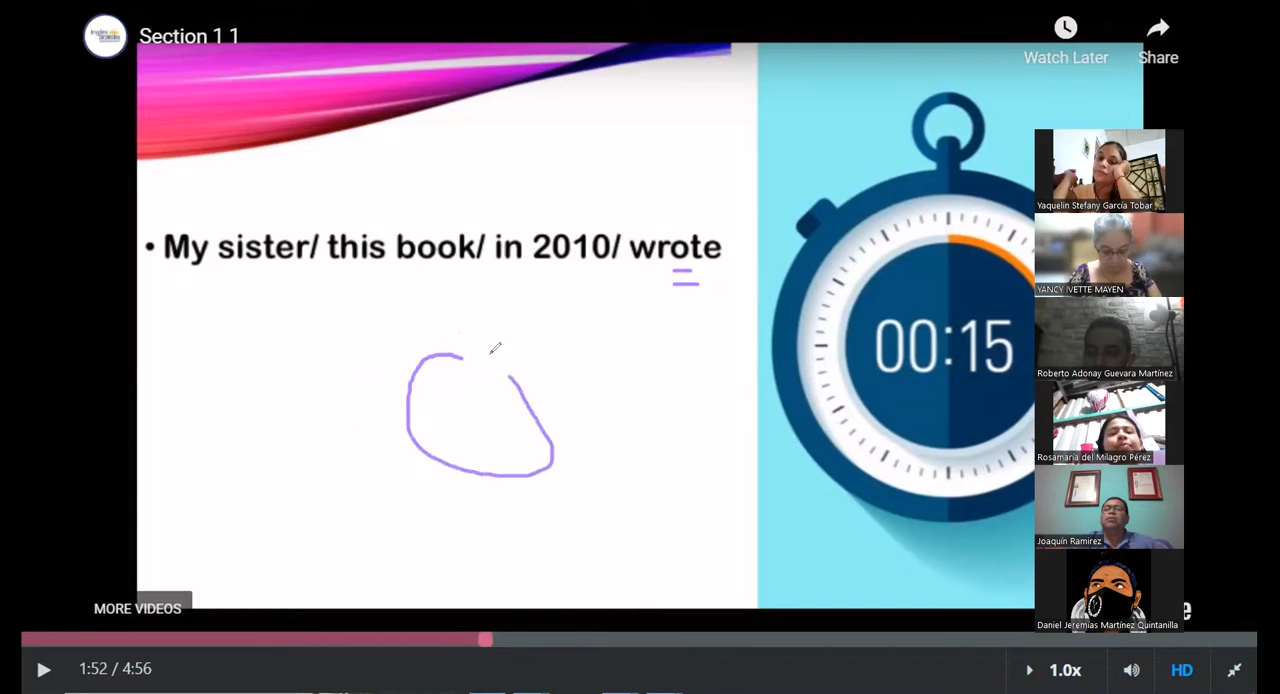 Section 1 1
Watch Later
Share
• My sister/ this book/ in 2010/ wrote
00:15
Yaquelin Stefany García Tobar
YANCY IVETTE MAYEN
Roberto Adonay Guevara Martínez
Rosamaria del Milagro Pérez
Joaquín Ramirez
Daniel Jeremías Martínez Quintanilla
MORE VIDEOS
1:52 / 4:56
1.0x
HD